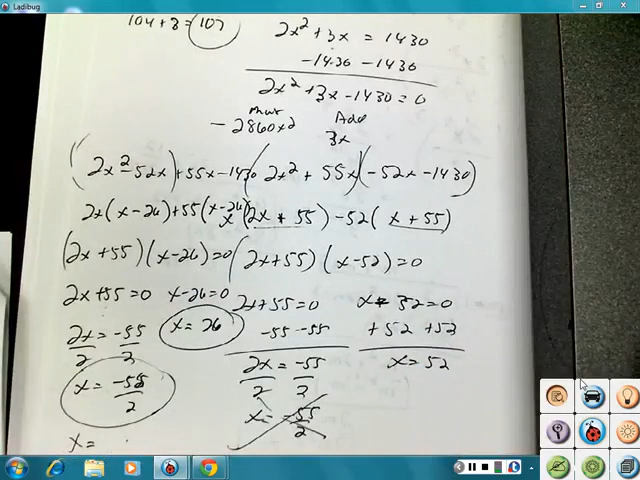 Ladibug
104+3 = 107
2x² + 3x = 1430
-1430 -1430
2x² + 3x - 1430 = 0
Mult Add
- 2860x² 3x
(2x² - 52x) + 55x - 1430
2x(x-26) + 55(x-26)
(2x + 55)(x-26) = 0
2x + 55 = 0 x - 26 = 0
2x = -55 x = 26
2 2
x = -55
2
x =
(2x² + 55x)(-52x - 1430)
x(2x + 55) - 52(x + 55)
(2x+55)(x-52) = 0
2x + 55 = 0 x - 52 = 0
-55 -55 + 52 +52
2x = -55 x = 52
2 2
x = -55
2